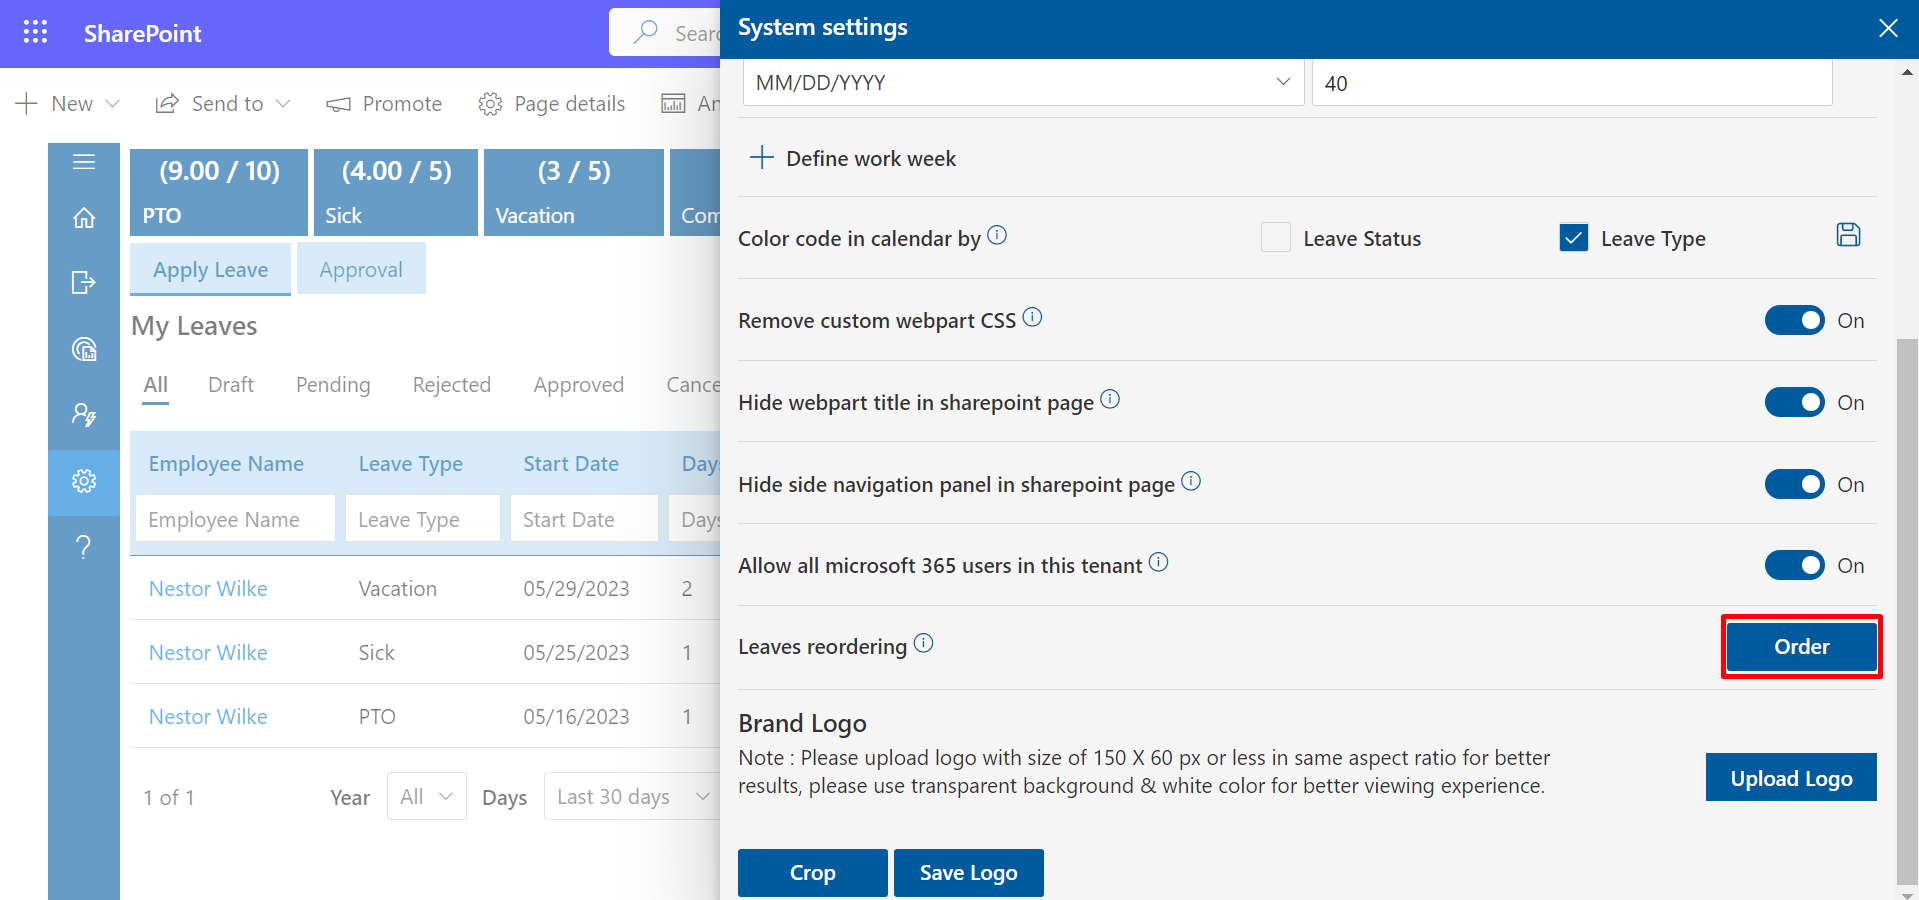 SharePoint
Sear
System settings
New
Send to
Promote
Page details
An
MM/DD/YYYY
40
Define work week
(9.00 / 10)
PTO
(4.00 / 5)
Sick
(3 / 5)
Vacation
Com
Color code in calendar by
Leave Status
Leave Type
Apply Leave
Approval
My Leaves
Remove custom webpart CSS
On
All
Draft
Pending
Rejected
Approved
Cance
Hide webpart title in sharepoint page
On
Employee Name
Leave Type
Start Date
Days
Hide side navigation panel in sharepoint page
On
Employee Name
Leave Type
Start Date
Days
Allow all microsoft 365 users in this tenant
On
Nestor Wilke
Vacation
05/29/2023
2
Nestor Wilke
Sick
05/25/2023
1
Leaves reordering
Order
Nestor Wilke
PTO
05/16/2023
1
Brand Logo
Note : Please upload logo with size of 150 X 60 px or less in same aspect ratio for better
results, please use transparent background & white color for better viewing experience.
Upload Logo
1 of 1
Year
All
Days
Last 30 days
Crop
Save Logo